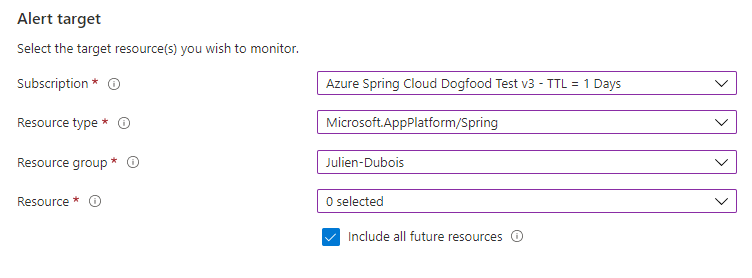 Alert target
Select the target resource(s) you wish to monitor.
Subscription * Azure Spring Cloud Dogfood Test v3 - TTL = 1 Days
Resource type * Microsoft.AppPlatform/Spring
Resource group * Julien-Dubois
Resource * 0 selected
Include all future resources